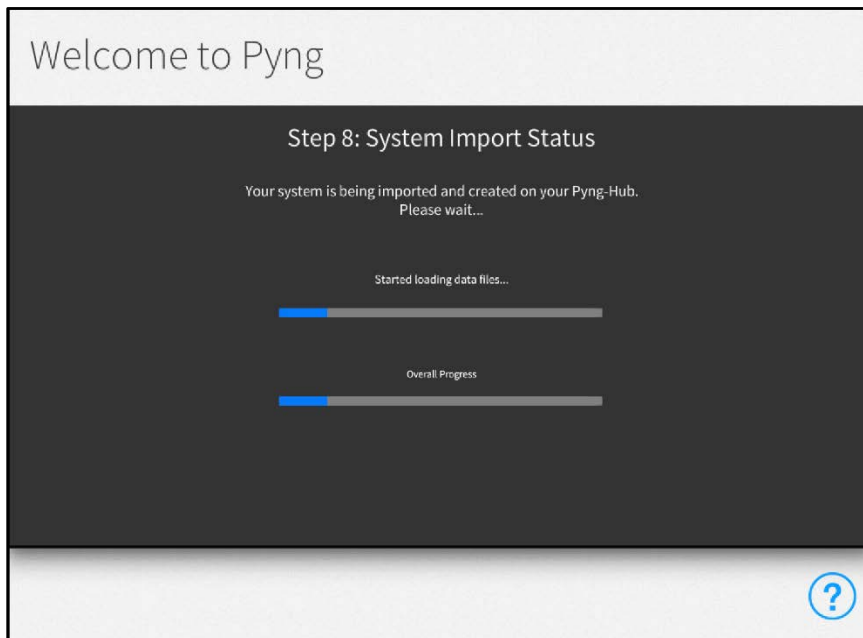 Welcome to Pyng
Step 8: System Import Status
Your system is being imported and created on your Pyng-Hub.
Please wait...
Started loading data files...
Overall Progress
?